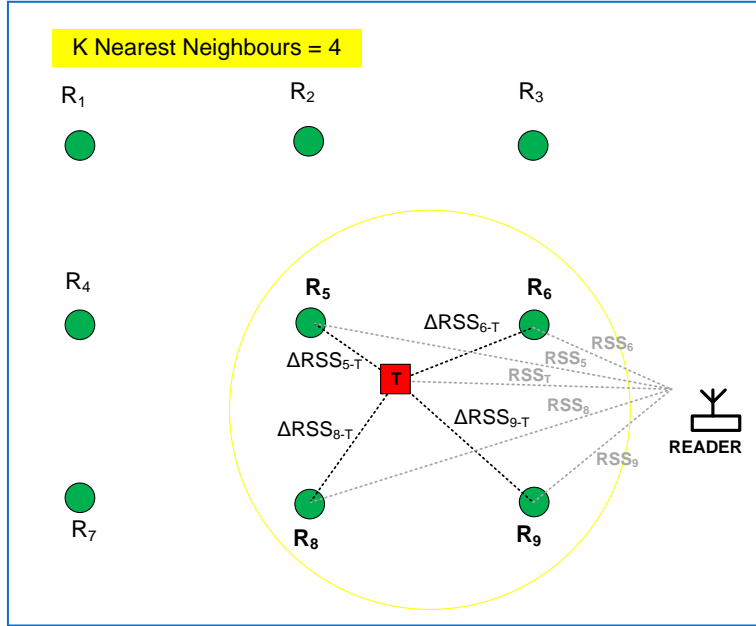 K Nearest Neighbours = 4
R₁
R₂
R₃
R₄
R₅
R₆
ΔRSS₆₋T
RSS₆
ΔRSS₅₋T
RSS₅
RSST
T
RSS₈
ΔRSS₈₋T
ΔRSS₉₋T
READER
RSS₉
R₇
R₈
R₉